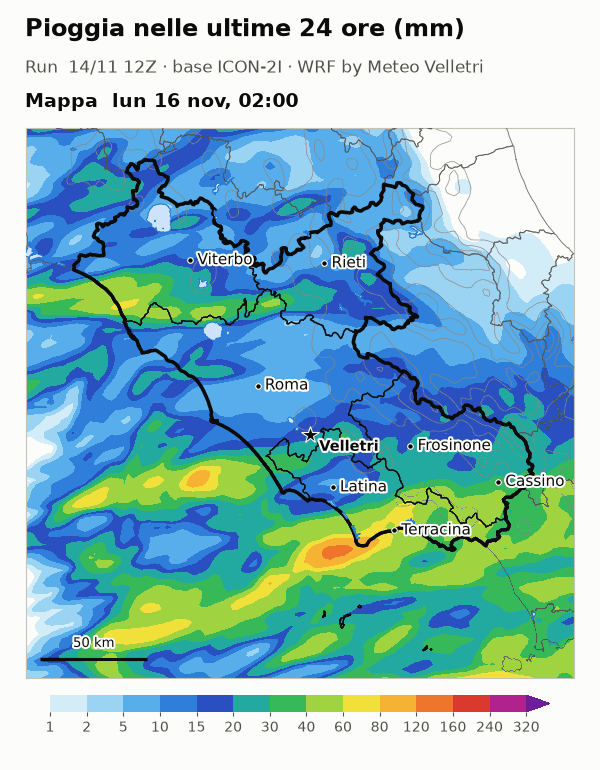 Pioggia nelle ultime 24 ore (mm)
Run  14/11 12Z · base ICON-2I · WRF by Meteo Velletri
Mappa  lun 16 nov, 02:00
Viterbo
Rieti
Roma
Velletri
Frosinone
Cassino
Latina
Terracina
50 km
1 2 5 10 15 20 30 40 60 80 120 160 240 320